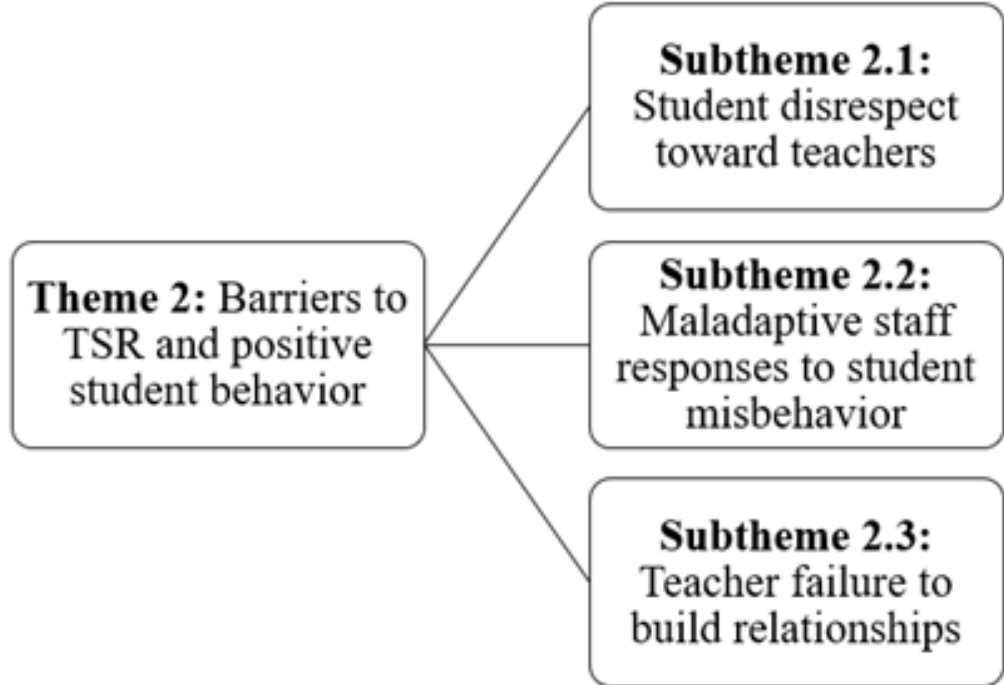 Subtheme 2.1:
Student disrespect
toward teachers
Theme 2: Barriers to
TSR and positive
student behavior
Subtheme 2.2:
Maladaptive staff
responses to student
misbehavior
Subtheme 2.3:
Teacher failure to
build relationships